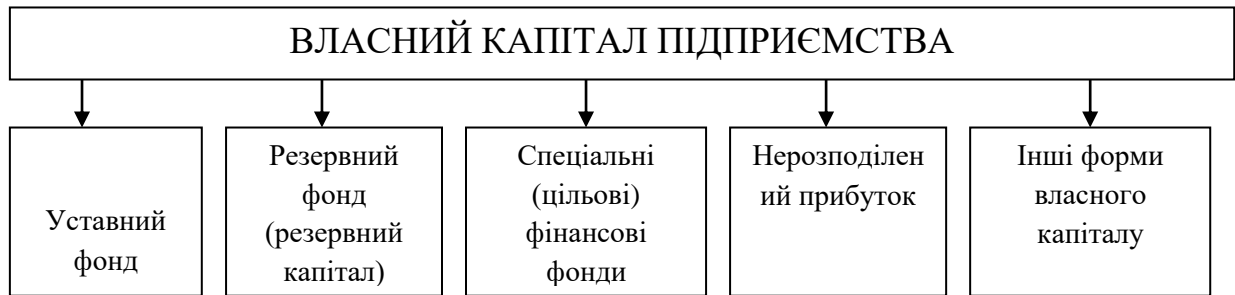 ВЛАСНИЙ КАПІТАЛ ПІДПРИЄМСТВА
Уставний
фонд
Резервний
фонд
(резервний
капітал)
Спеціальні
(цільові)
фінансові
фонди
Нерозподілен
ий прибуток
Інші форми
власного
капіталу